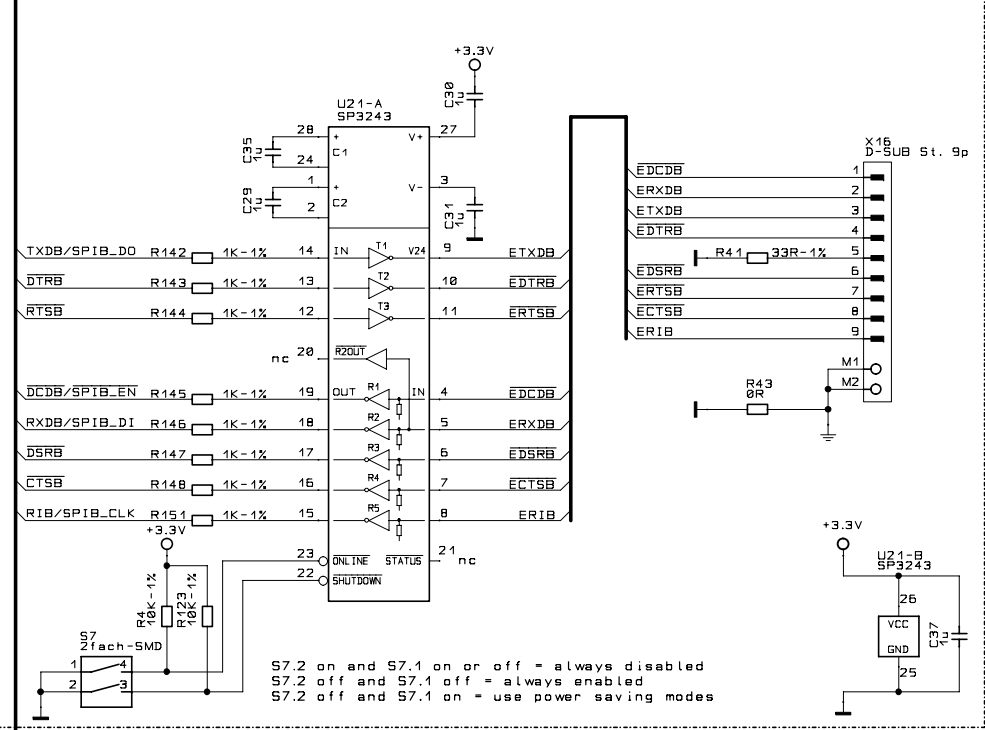 +3.3V
C30
1u
U21-A
SP3243
28
+
V+
27
C35
1u
C1
24
1
+
V-
3
C29
1u
C2
2
C31
1u
X16
D-SUB St. 9p
EDCDB
1
ERXDB
2
ETXDB
3
EDTRB
4
R41
33R-1%
5
EDSRB
6
ERTSB
7
ECTSB
8
ERIB
9
M1
M2
R43
0R
TXDB/SPIB_DO
R142
1K-1%
14
IN
T1
V24
9
ETXDB
DTRB
R143
1K-1%
13
T2
10
EDTRB
RTSB
R144
1K-1%
12
T3
11
ERTSB
nc
20
R2OUT
DCDB/SPIB_EN
R145
1K-1%
19
OUT
R1
IN
4
EDCDB
RXDB/SPIB_DI
R146
1K-1%
18
R2
5
ERXDB
DSRB
R147
1K-1%
17
R3
6
EDSRB
CTSB
R148
1K-1%
16
R4
7
ECTSB
RIB/SPIB_CLK
R151
1K-1%
15
R5
8
ERIB
+3.3V
23
ONLINE
STATUS
21
nc
22
SHUTDOWN
R4
10K-1%
R123
10K-1%
S7
2fach-SMD
1
4
2
3
S7.2 on and S7.1 on or off = always disabled
S7.2 off and S7.1 off = always enabled
S7.2 off and S7.1 on = use power saving modes
+3.3V
U21-B
SP3243
26
VCC
GND
25
C37
1u